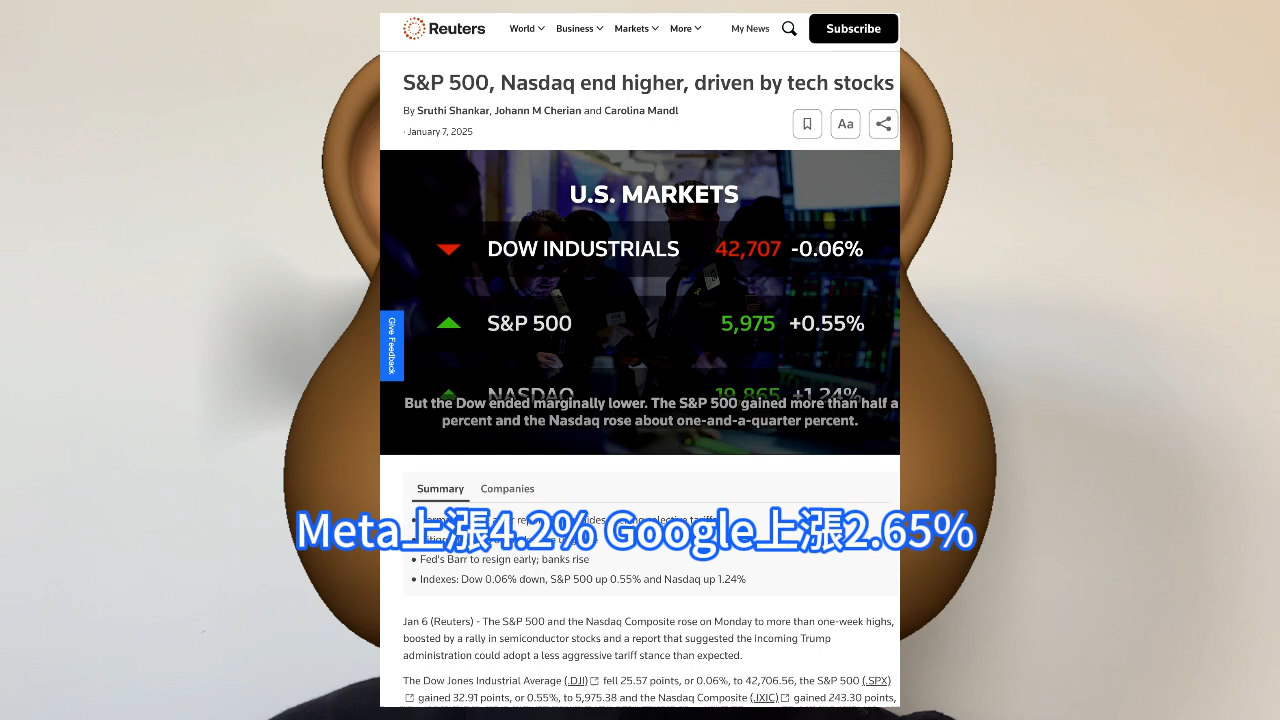 Reuters
World Business Markets More My News Subscribe
S&P 500, Nasdaq end higher, driven by tech stocks
By Sruthi Shankar, Johann M Cherian and Carolina Mandl
· January 7, 2025
Aa
U.S. MARKETS
DOW INDUSTRIALS 42,707 -0.06%
S&P 500 5,975 +0.55%
Give Feedback
NASDAQ 19,865 +1.24%
But the Dow ended marginally lower. The S&P 500 gained more than half a
percent and the Nasdaq rose about one-and-a-quarter percent.
Summary Companies
Meta上漲4.2% Google上漲2.65%
Fed's Barr to resign early; banks rise
Indexes: Dow 0.06% down, S&P 500 up 0.55% and Nasdaq up 1.24%
Jan 6 (Reuters) - The S&P 500 and the Nasdaq Composite rose on Monday to more than one-week highs,
boosted by a rally in semiconductor stocks and a report that suggested the incoming Trump
administration could adopt a less aggressive tariff stance than expected.
The Dow Jones Industrial Average (.DJI) fell 25.57 points, or 0.06%, to 42,706.56, the S&P 500 (.SPX)
gained 32.91 points, or 0.55%, to 5,975.38 and the Nasdaq Composite (.IXIC) gained 243.30 points,